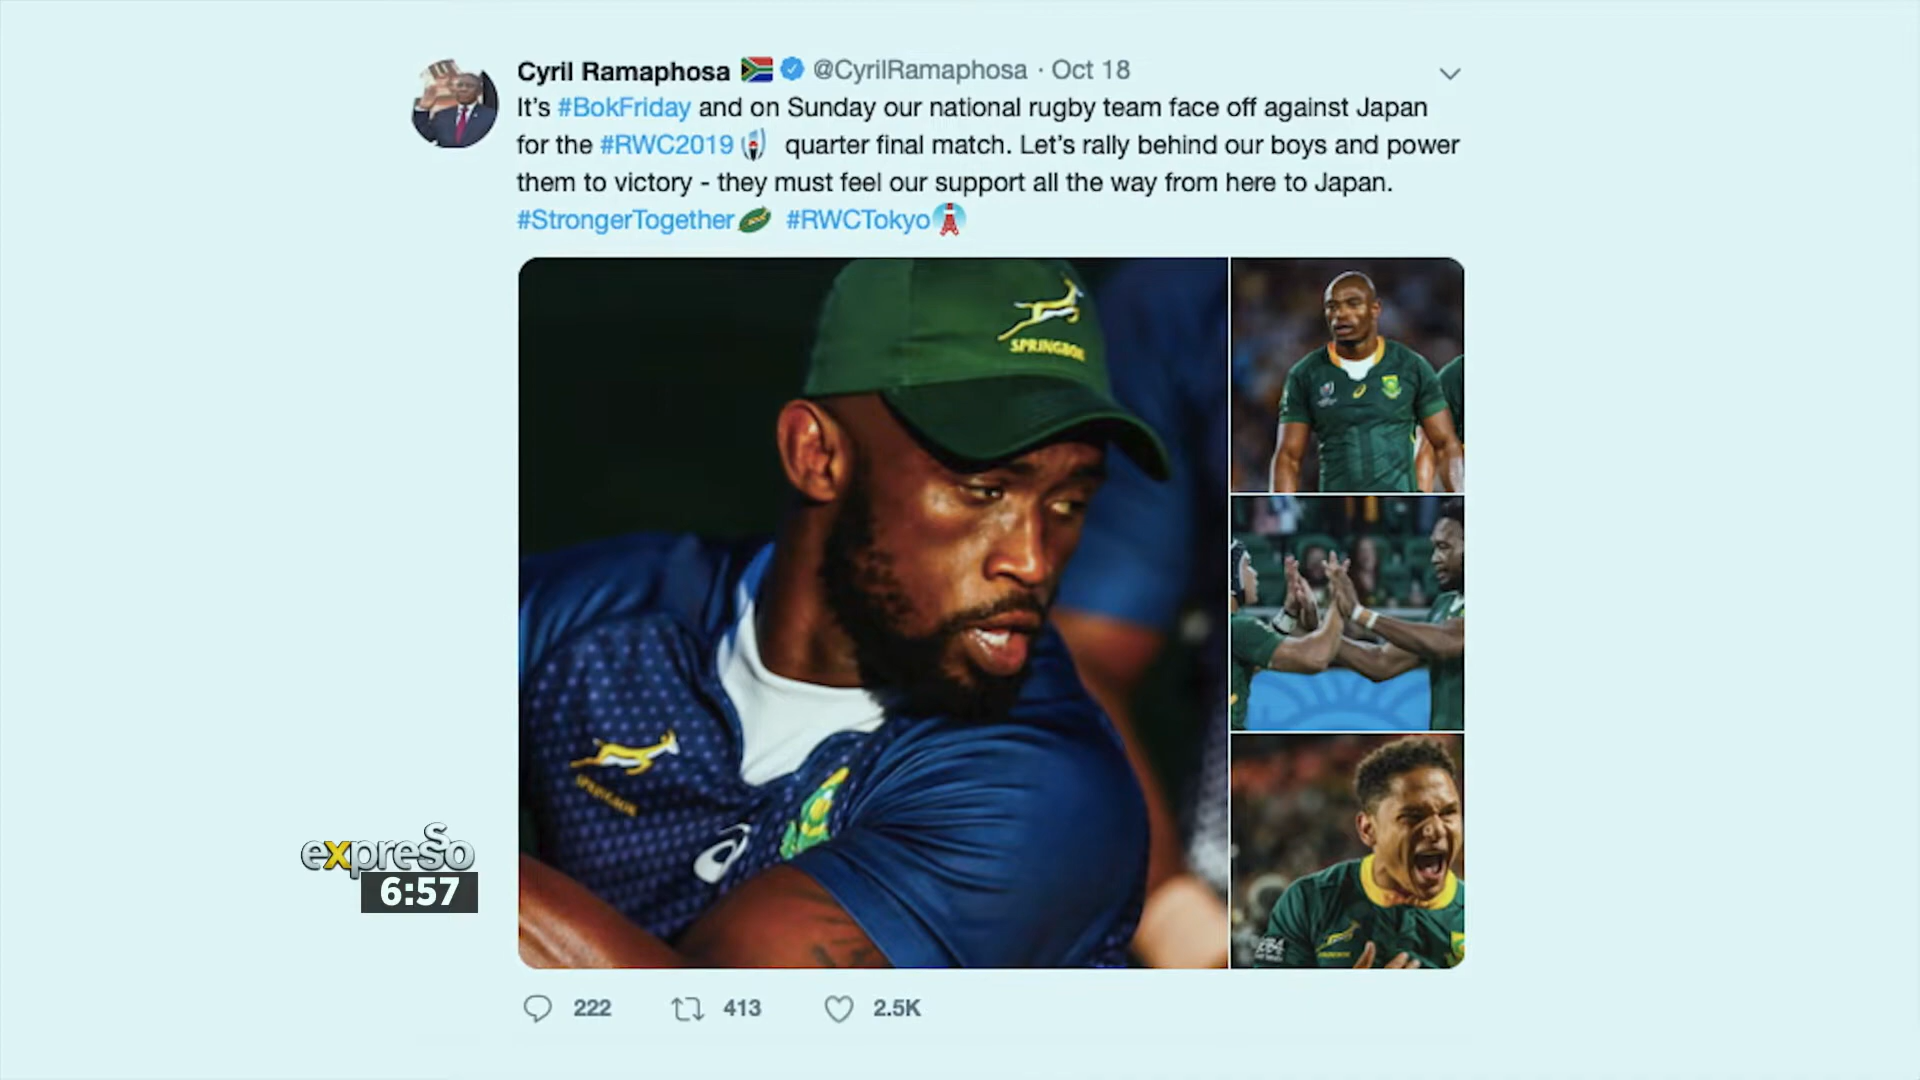 Cyril Ramaphosa @CyrilRamaphosa · Oct 18
It's #BokFriday and on Sunday our national rugby team face off against Japan
for the #RWC2019 quarter final match. Let's rally behind our boys and power
them to victory - they must feel our support all the way from here to Japan.
#StrongerTogether #RWCTokyo
SPRINGBOK
SPRINGBOK
expresso
6:57
222 413 2.5K